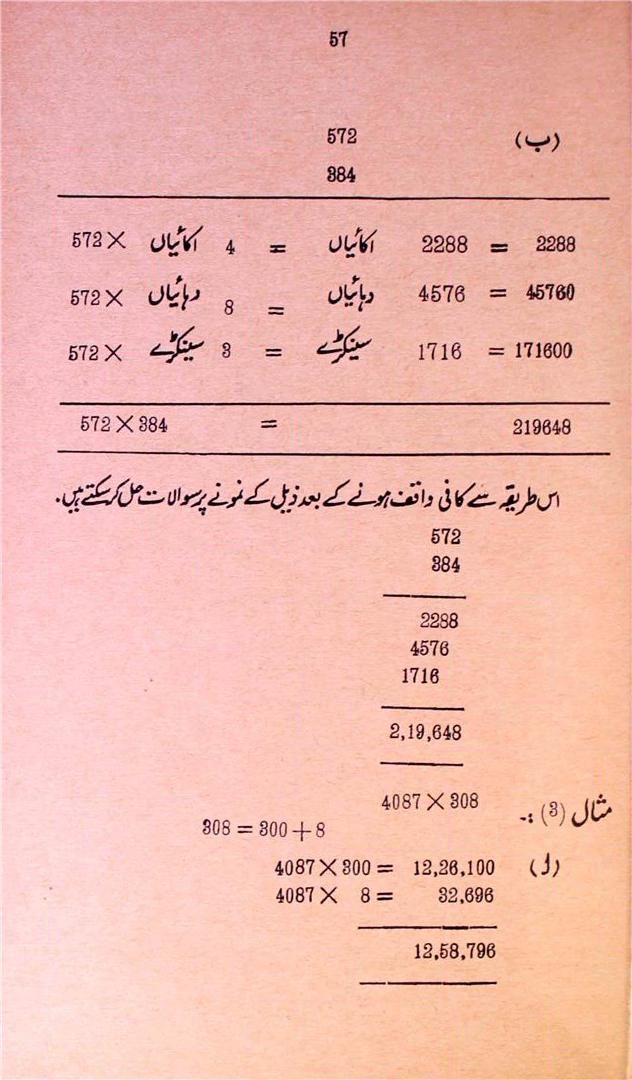 57
(ب) 572
384
572× اکائیاں 4 = اکائیاں 2288 = 2288
572× دہائیاں 8 = دہائیاں 4576 = 45760
572× سینکڑے 3 = سینکڑے 1716 = 171600
572×384 = 219648
اس طریقہ سے کافی واقف ہونے کے بعد ذیل کے نمونے پر سوالات حل کر سکتے ہیں.
572
384
2288
4576
1716
2,19,648
مثال (3) :. 4087×308
308=300+8
(ل) 4087×300= 12,26,100
4087× 8= 32,696
12,58,796